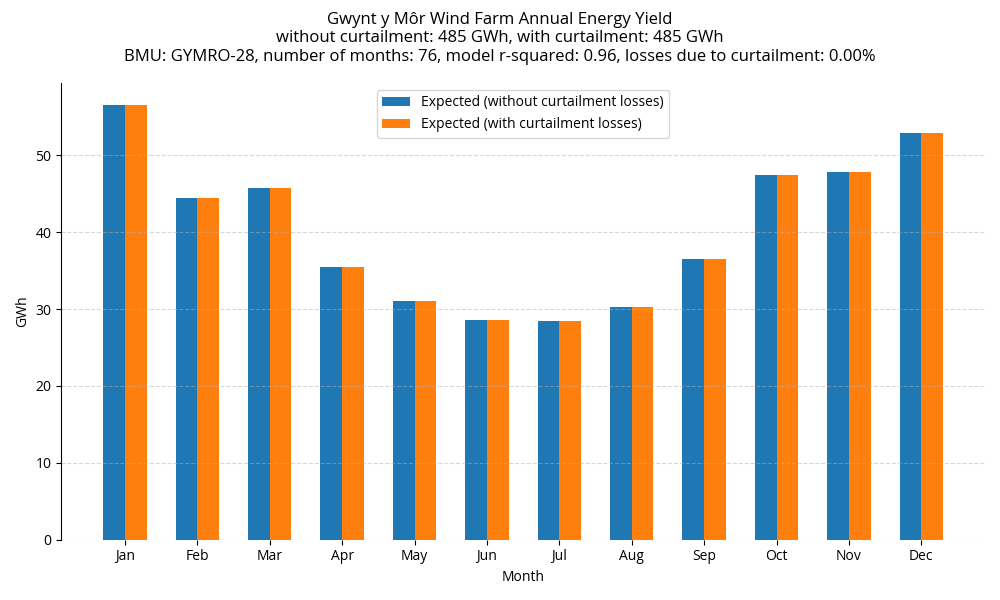 Gwynt y Môr Wind Farm Annual Energy Yield
without curtailment: 485 GWh, with curtailment: 485 GWh
BMU: GYMRO-28, number of months: 76, model r-squared: 0.96, losses due to curtailment: 0.00%
Expected (without curtailment losses)
Expected (with curtailment losses)
GWh
50
40
30
20
10
0
Jan Feb Mar Apr May Jun Jul Aug Sep Oct Nov Dec
Month